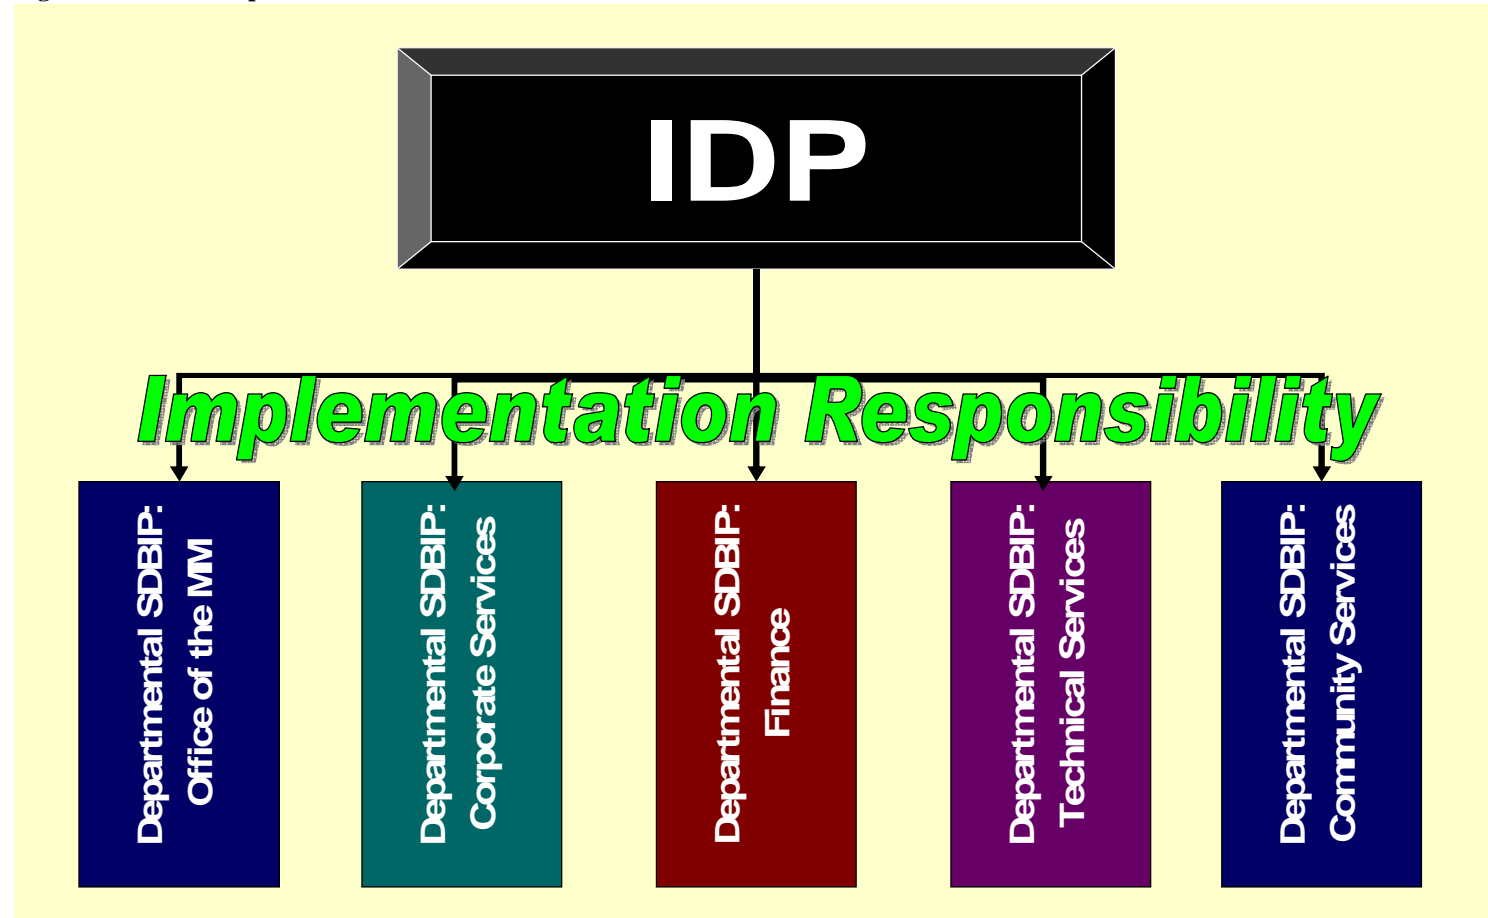 IDP
Implementation Responsibility
Departmental SDBIP:
Office of the MM
Departmental SDBIP:
Corporate Services
Departmental SDBIP:
Finance
Departmental SDBIP:
Technical Services
Departmental SDBIP:
Community Services